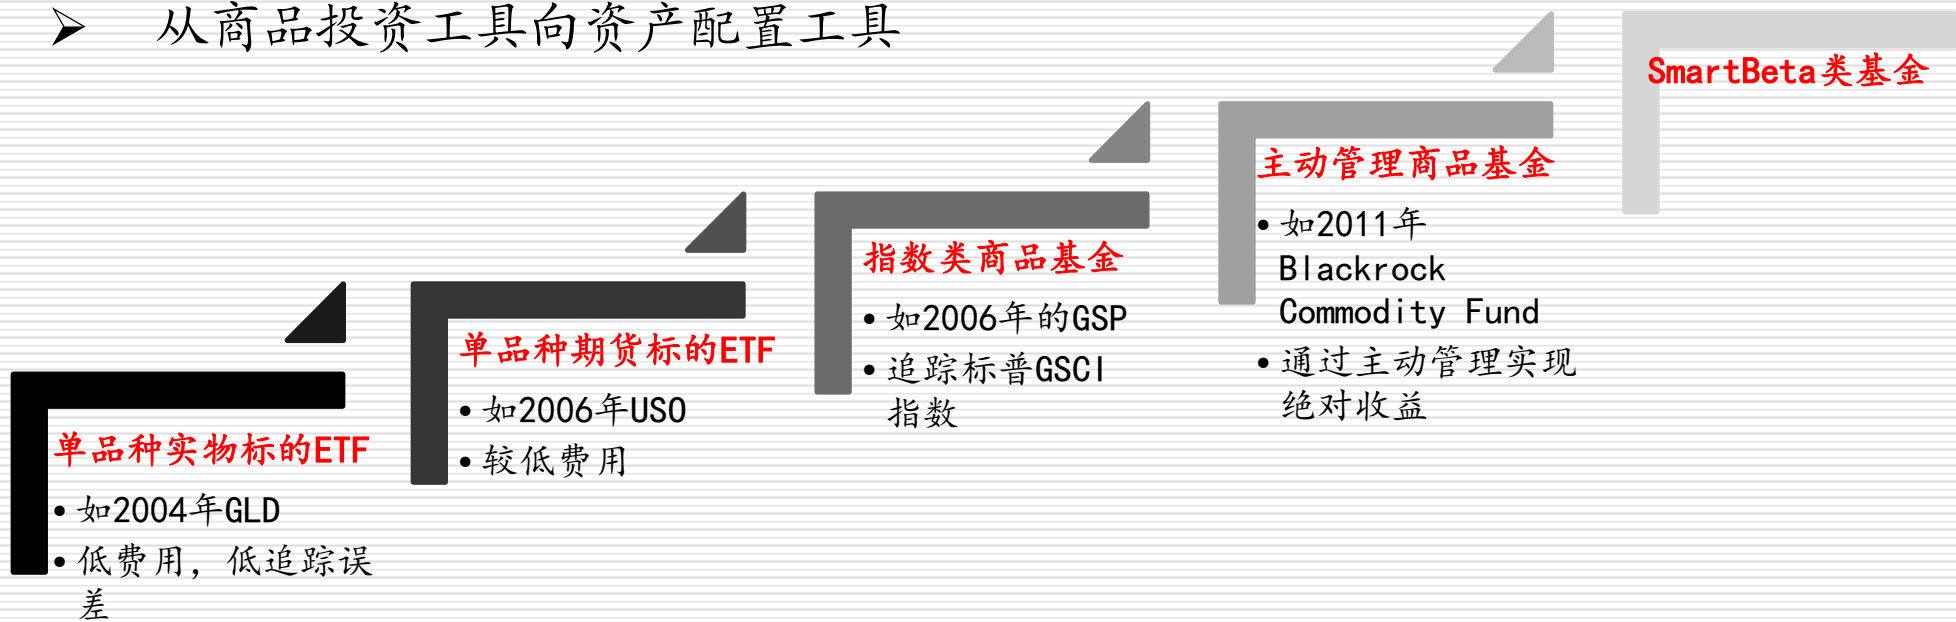 ➢ 从商品投资工具向资产配置工具
单品种实物标的ETF
• 如2004年GLD
• 低费用，低追踪误
差
单品种期货标的ETF
• 如2006年USO
• 较低费用
指数类商品基金
• 如2006年的GSP
• 追踪标普GSCI
指数
主动管理商品基金
• 如2011年
Blackrock
Commodity Fund
• 通过主动管理实现
绝对收益
SmartBeta类基金